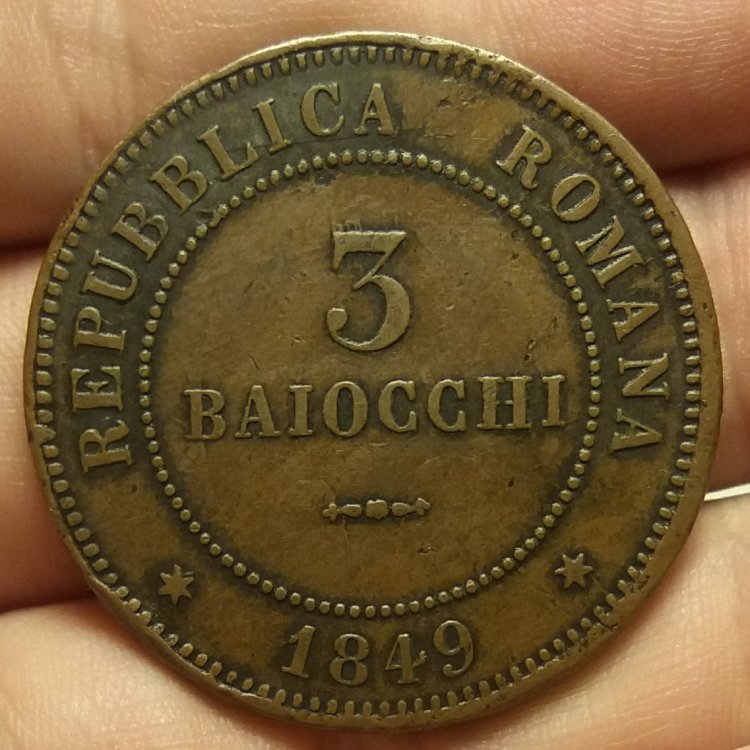 REPUBBLICA ROMANA
3
BAIOCCHI
1849